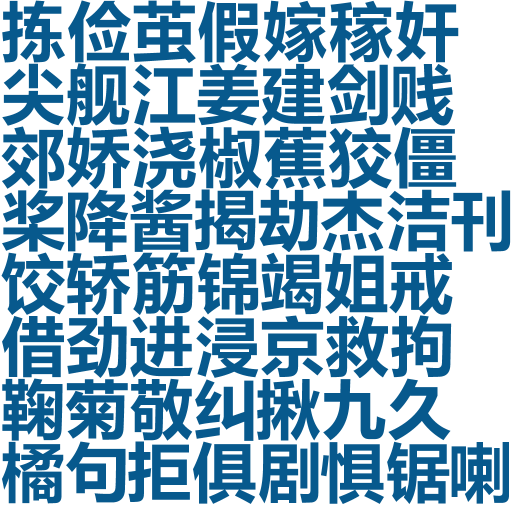 拣俭茧假嫁稼奸
尖舰江姜建剑贱
郊娇浇椒蕉狡僵
桨降酱揭劫杰洁刊
饺轿筋锦竭姐戒
借劲进浸京救拘
鞠菊敬纠揪九久
橘句拒俱剧惧锯喇